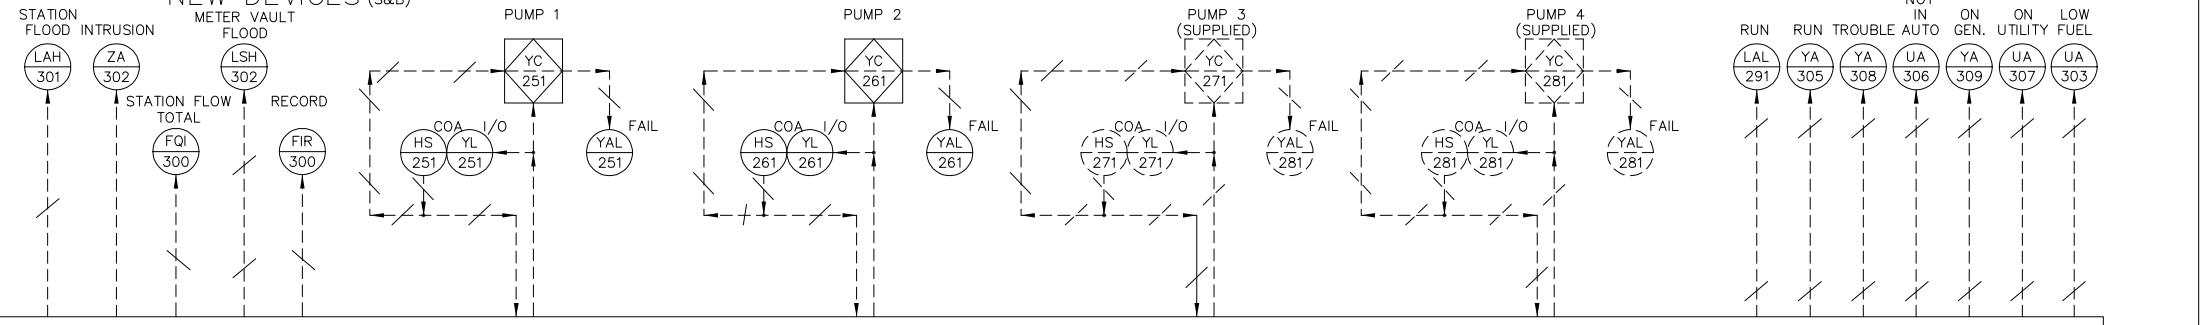 NEW DEVICES (S&B)
STATION
FLOOD
LAH
301
INTRUSION
ZA
302
METER VAULT
FLOOD
LSH
302
STATION FLOW
TOTAL
FQI
300
RECORD
FIR
300
PUMP 1
YC
251
COA I/O
HS
251
YL
251
FAIL
YAL
251
PUMP 2
YC
261
COA I/O
HS
261
YL
261
FAIL
YAL
261
PUMP 3
(SUPPLIED)
YC
271
COA I/O
HS
271
YL
271
FAIL
YAL
281
PUMP 4
(SUPPLIED)
YC
281
COA I/O
HS
281
YL
281
FAIL
YAL
281
RUN
LAL
291
RUN
YA
305
TROUBLE
YA
308
NOT
IN
AUTO
UA
306
ON
GEN.
YA
309
ON
UTILITY
UA
307
LOW
FUEL
UA
303